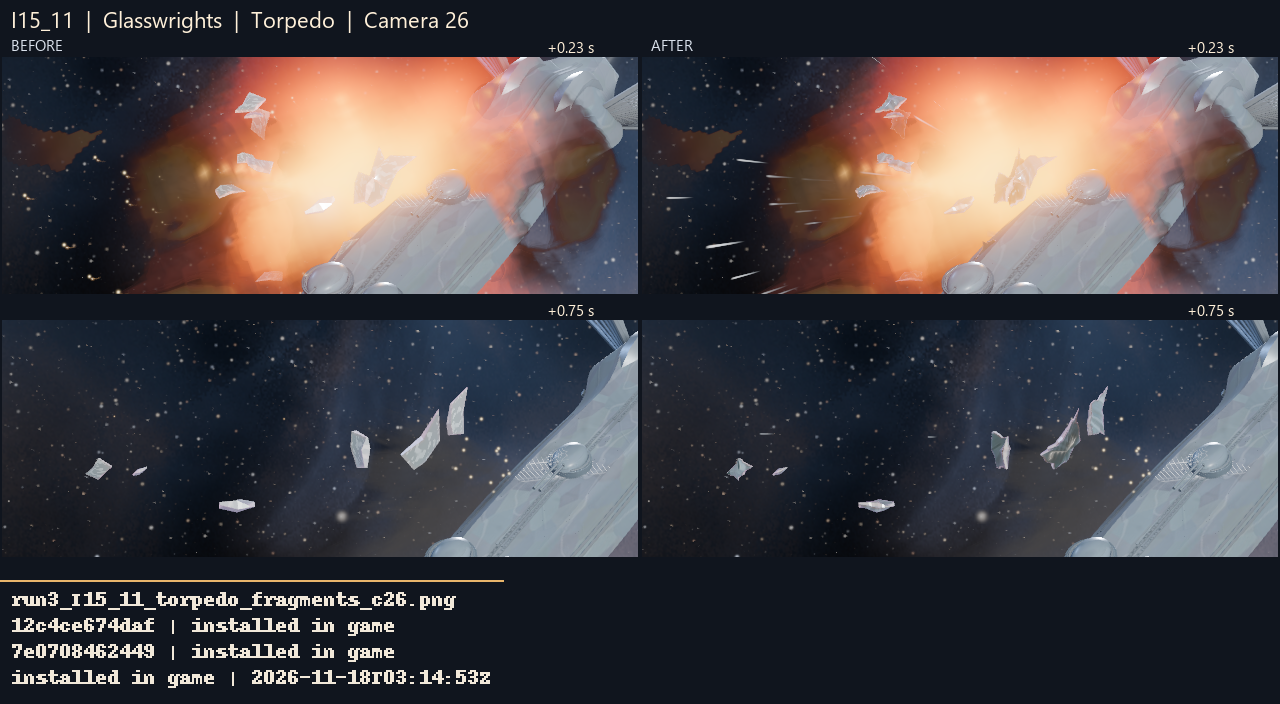 I15_11 | Glasswrights | Torpedo | Camera 26
BEFORE
+0.23 s
AFTER
+0.23 s
+0.75 s
+0.75 s
run3_I15_11_torpedo_fragments_c26.png
12c4ce674daf | installed in game
7e0708462449 | installed in game
installed in game | 2026-11-18T03:14:53Z